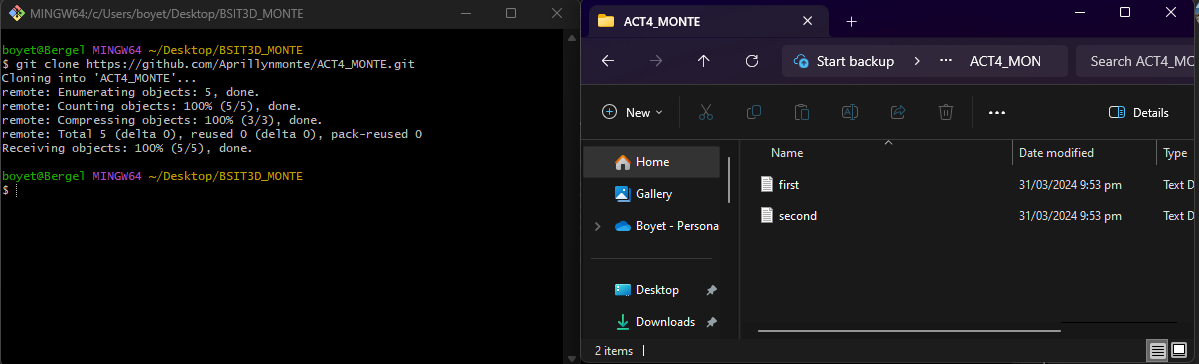 MINGW64:/c/Users/boyet/Desktop/BSIT3D_MONTE
boyet@Bergel MINGW64 ~/Desktop/BSIT3D_MONTE
$ git clone https://github.com/Aprillynmonte/ACT4_MONTE.git
Cloning into 'ACT4_MONTE'...
remote: Enumerating objects: 5, done.
remote: Counting objects: 100% (5/5), done.
remote: Compressing objects: 100% (3/3), done.
remote: Total 5 (delta 0), reused 0 (delta 0), pack-reused 0
Receiving objects: 100% (5/5), done.
boyet@Bergel MINGW64 ~/Desktop/BSIT3D_MONTE
$
ACT4_MONTE
Start backup > ... ACT4_MON
Search ACT4_MO
New
Details
Home
Gallery
Boyet - Persona
Desktop
Downloads
Name Date modified Type
first 31/03/2024 9:53 pm Text D
second 31/03/2024 9:53 pm Text D
2 items